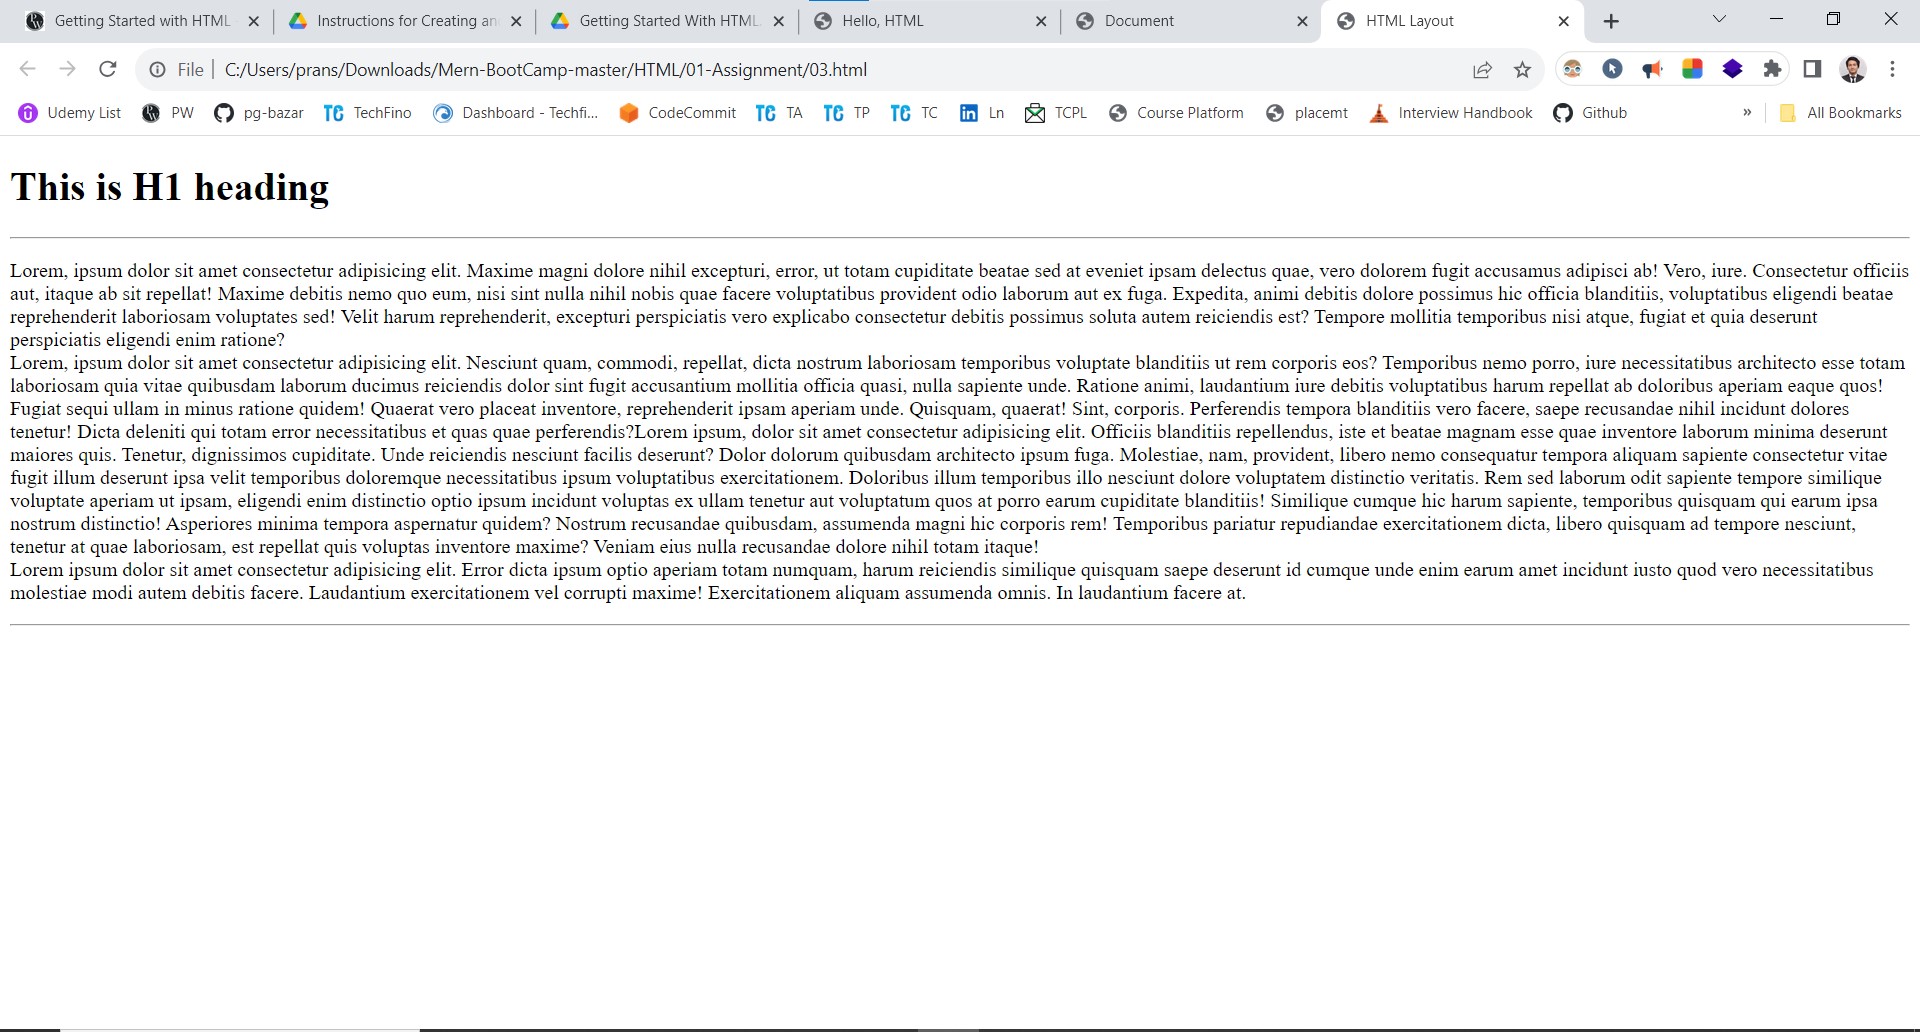 Getting Started with HTML
Instructions for Creating an
Getting Started With HTML.
Hello, HTML
Document
HTML Layout
File
C:/Users/prans/Downloads/Mern-BootCamp-master/HTML/01-Assignment/03.html
Udemy List
PW
pg-bazar
TC TechFino
Dashboard - Techfi...
CodeCommit
TC TA
TC TP
TC TC
in Ln
TCPL
Course Platform
placemt
Interview Handbook
Github
»
All Bookmarks
This is H1 heading
Lorem, ipsum dolor sit amet consectetur adipisicing elit. Maxime magni dolore nihil excepturi, error, ut totam cupiditate beatae sed at eveniet ipsam delectus quae, vero dolorem fugit accusamus adipisci ab! Vero, iure. Consectetur officiis
aut, itaque ab sit repellat! Maxime debitis nemo quo eum, nisi sint nulla nihil nobis quae facere voluptatibus provident odio laborum aut ex fuga. Expedita, animi debitis dolore possimus hic officia blanditiis, voluptatibus eligendi beatae
reprehenderit laboriosam voluptates sed! Velit harum reprehenderit, excepturi perspiciatis vero explicabo consectetur debitis possimus soluta autem reiciendis est? Tempore mollitia temporibus nisi atque, fugiat et quia deserunt
perspiciatis eligendi enim ratione?
Lorem, ipsum dolor sit amet consectetur adipisicing elit. Nesciunt quam, commodi, repellat, dicta nostrum laboriosam temporibus voluptate blanditiis ut rem corporis eos? Temporibus nemo porro, iure necessitatibus architecto esse totam
laboriosam quia vitae quibusdam laborum ducimus reiciendis dolor sint fugit accusantium mollitia officia quasi, nulla sapiente unde. Ratione animi, laudantium iure debitis voluptatibus harum repellat ab doloribus aperiam eaque quos!
Fugiat sequi ullam in minus ratione quidem! Quaerat vero placeat inventore, reprehenderit ipsam aperiam unde. Quisquam, quaerat! Sint, corporis. Perferendis tempora blanditiis vero facere, saepe recusandae nihil incidunt dolores
tenetur! Dicta deleniti qui totam error necessitatibus et quas quae perferendis?Lorem ipsum, dolor sit amet consectetur adipisicing elit. Officiis blanditiis repellendus, iste et beatae magnam esse quae inventore laborum minima deserunt
maiores quis. Tenetur, dignissimos cupiditate. Unde reiciendis nesciunt facilis deserunt? Dolor dolorum quibusdam architecto ipsum fuga. Molestiae, nam, provident, libero nemo consequatur tempora aliquam sapiente consectetur vitae
fugit illum deserunt ipsa velit temporibus doloremque necessitatibus ipsum voluptatibus exercitationem. Doloribus illum temporibus illo nesciunt dolore voluptatem distinctio veritatis. Rem sed laborum odit sapiente tempore similique
voluptate aperiam ut ipsam, eligendi enim distinctio optio ipsum incidunt voluptas ex ullam tenetur aut voluptatum quos at porro earum cupiditate blanditiis! Similique cumque hic harum sapiente, temporibus quisquam qui earum ipsa
nostrum distinctio! Asperiores minima tempora aspernatur quidem? Nostrum recusandae quibusdam, assumenda magni hic corporis rem! Temporibus pariatur repudiandae exercitationem dicta, libero quisquam ad tempore nesciunt,
tenetur at quae laboriosam, est repellat quis voluptas inventore maxime? Veniam eius nulla recusandae dolore nihil totam itaque!
Lorem ipsum dolor sit amet consectetur adipisicing elit. Error dicta ipsum optio aperiam totam numquam, harum reiciendis similique quisquam saepe deserunt id cumque unde enim earum amet incidunt iusto quod vero necessitatibus
molestiae modi autem debitis facere. Laudantium exercitationem vel corrupti maxime! Exercitationem aliquam assumenda omnis. In laudantium facere at.